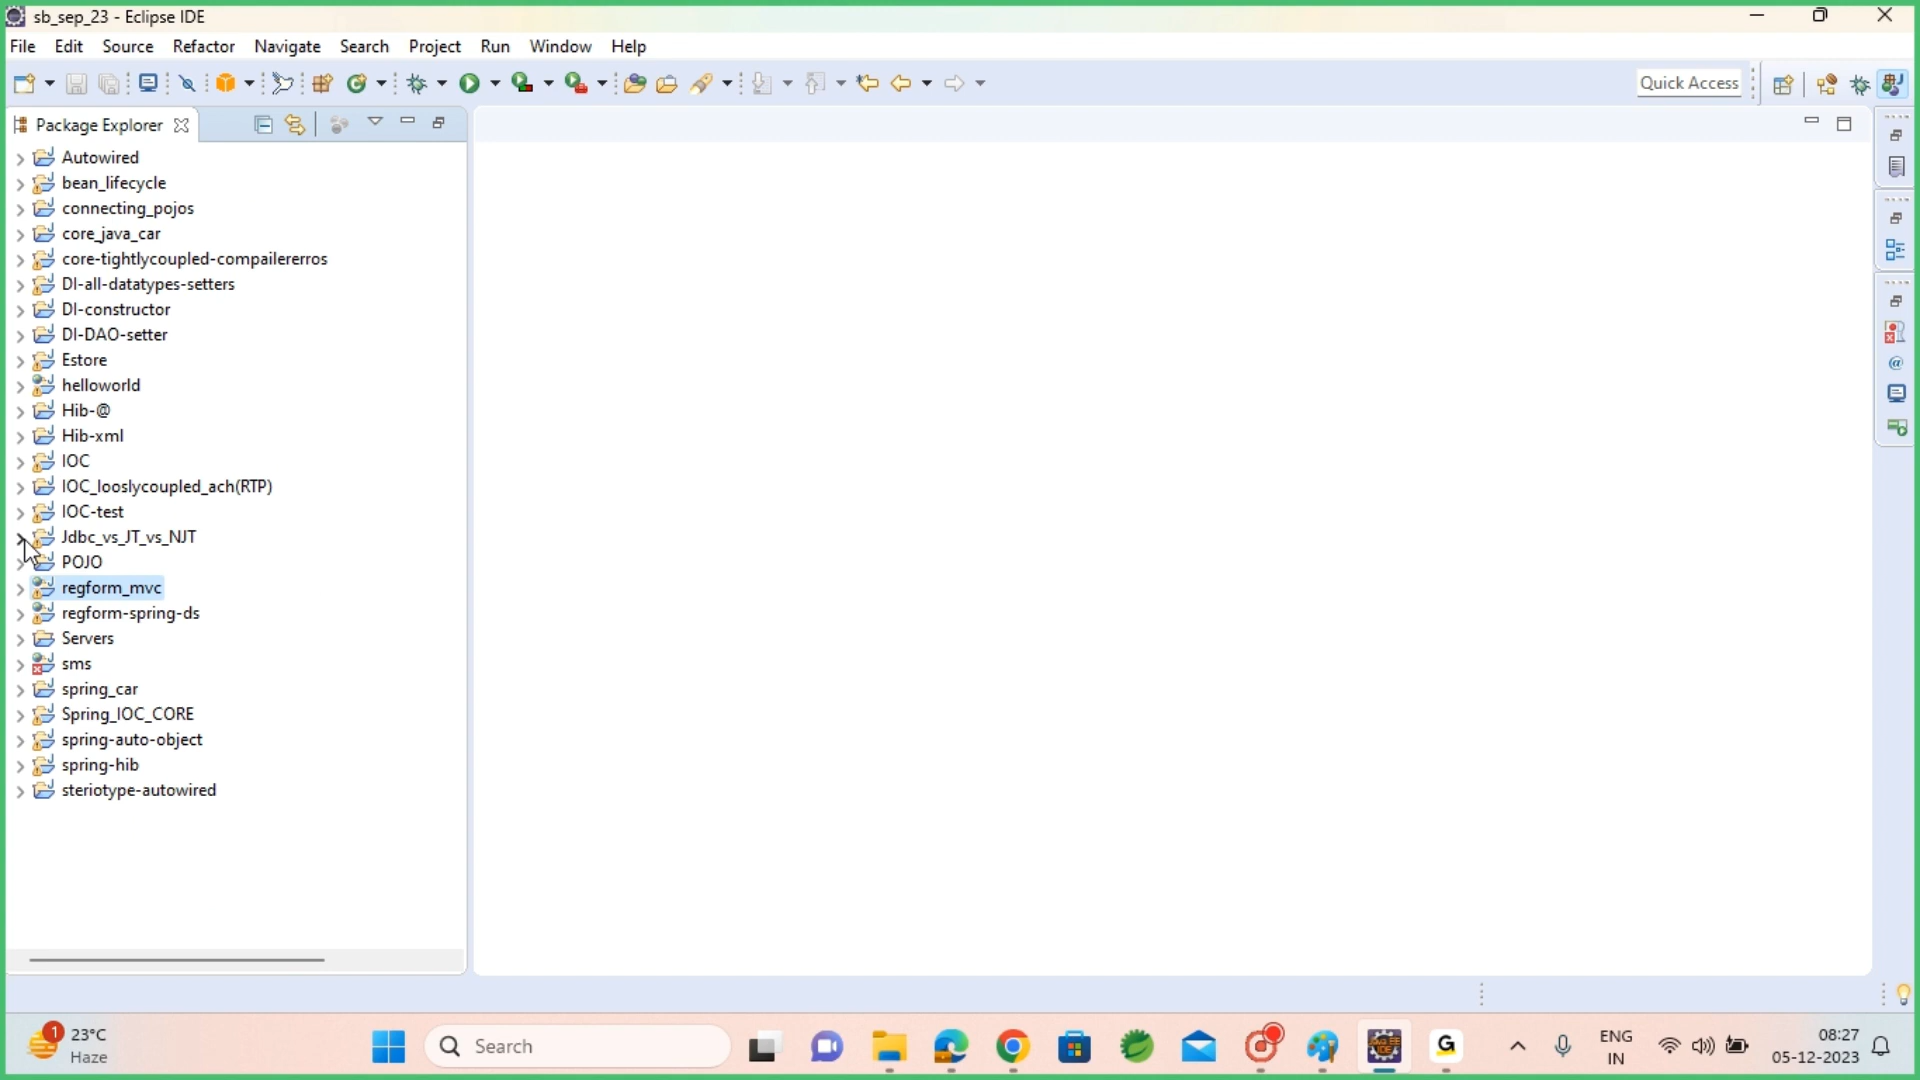 sb_sep_23 - Eclipse IDE
File Edit Source Refactor Navigate Search Project Run Window Help
Quick Access
Package Explorer
Autowired
bean_lifecycle
connecting_pojos
core_java_car
core-tightlycoupled-compailererros
DI-all-datatypes-setters
DI-constructor
DI-DAO-setter
Estore
helloworld
Hib-@
Hib-xml
IOC
IOC_looslycoupled_ach(RTP)
IOC-test
Jdbc_vs_JT_vs_NJT
POJO
regform_mvc
regform-spring-ds
Servers
sms
spring_car
Spring_IOC_CORE
spring-auto-object
spring-hib
steriotype-autowired
1
23°C
Haze
Search
G
ENG
IN
08:27
05-12-2023